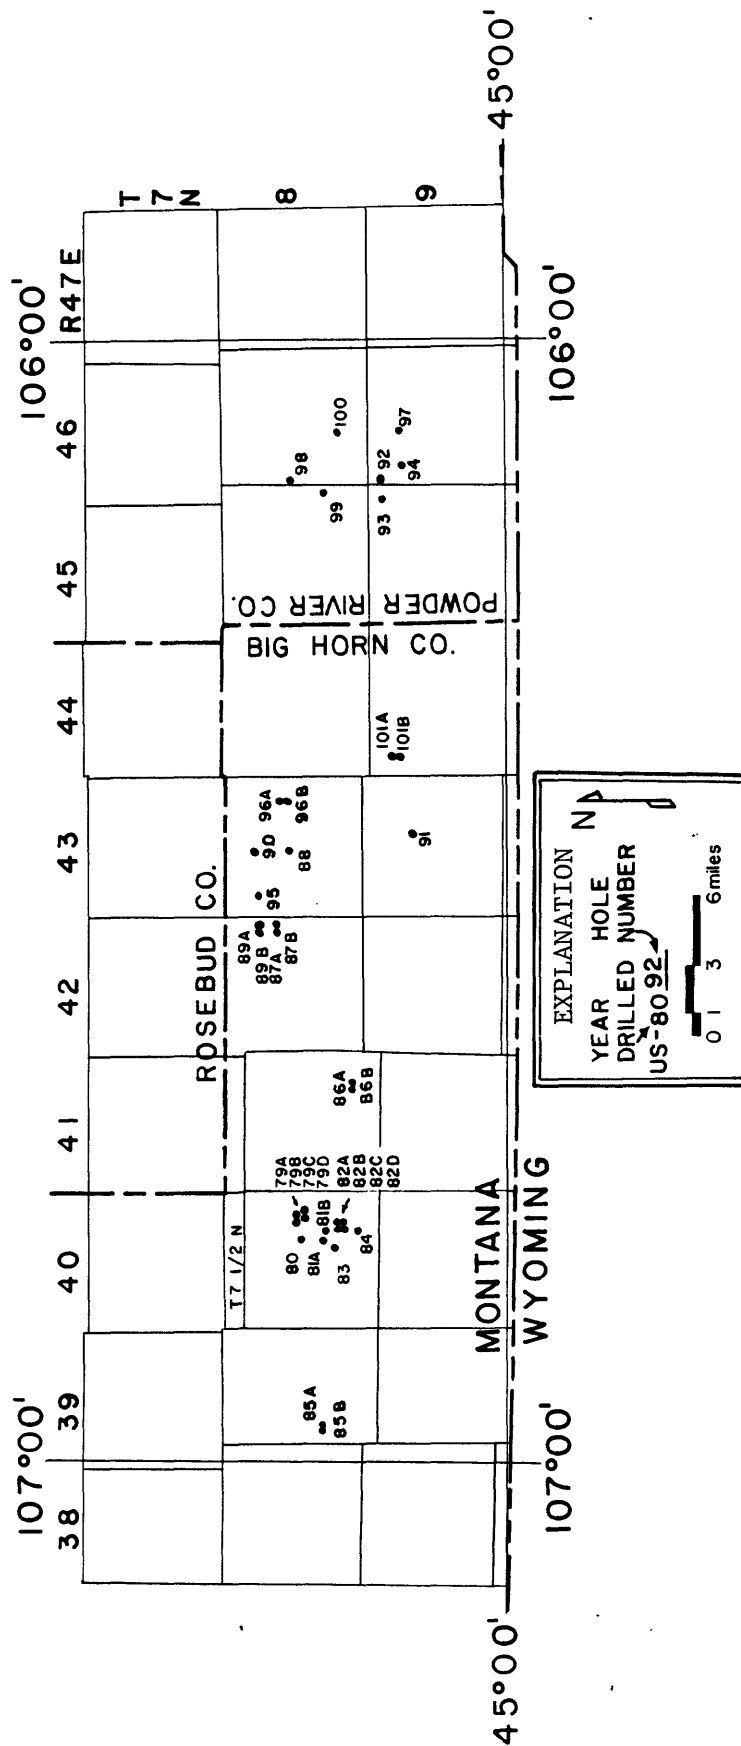 107°00'
106°00'
38
39
40
41
42
43
44
45
46
R47E
T
7
N
8
9
ROSEBUD CO.
T7 1/2 N
BIG HORN CO.
POWDER RIVER CO.
85A
85B
80
81A
83
79A
79B
79C
79D
81B
82A
82B
82C
82D
84
86A
86B
89A
89B
87A
87B
95
90
88
96A
96B
91
101A
101B
98
99
100
93
92
94
97
MONTANA
WYOMING
45°00'
45°00'
107°00'
106°00'
EXPLANATION
YEAR HOLE
DRILLED NUMBER
US-80 92
N
0 1 3 6 miles